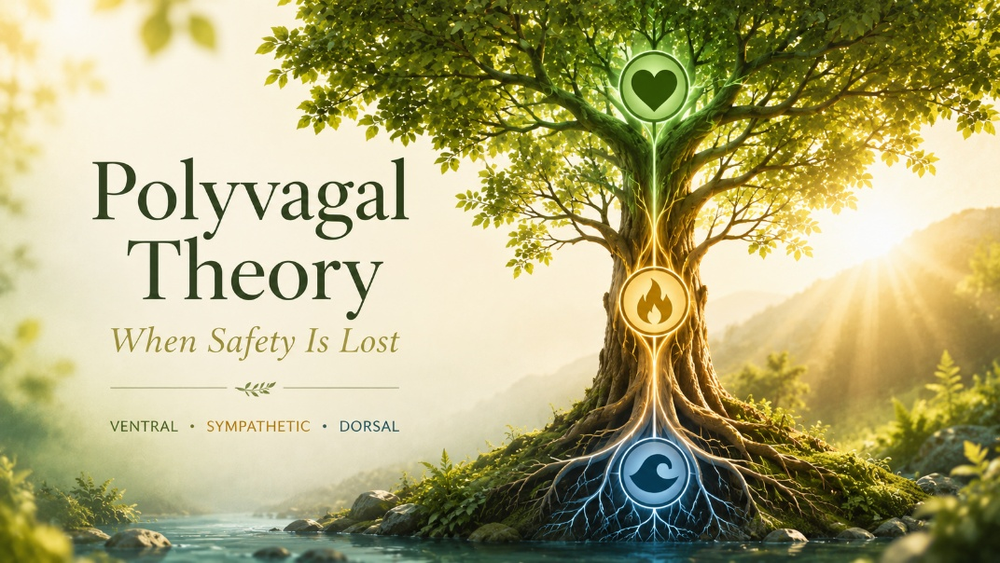 Polyvagal
Theory
When Safety Is Lost
VENTRAL • SYMPATHETIC • DORSAL